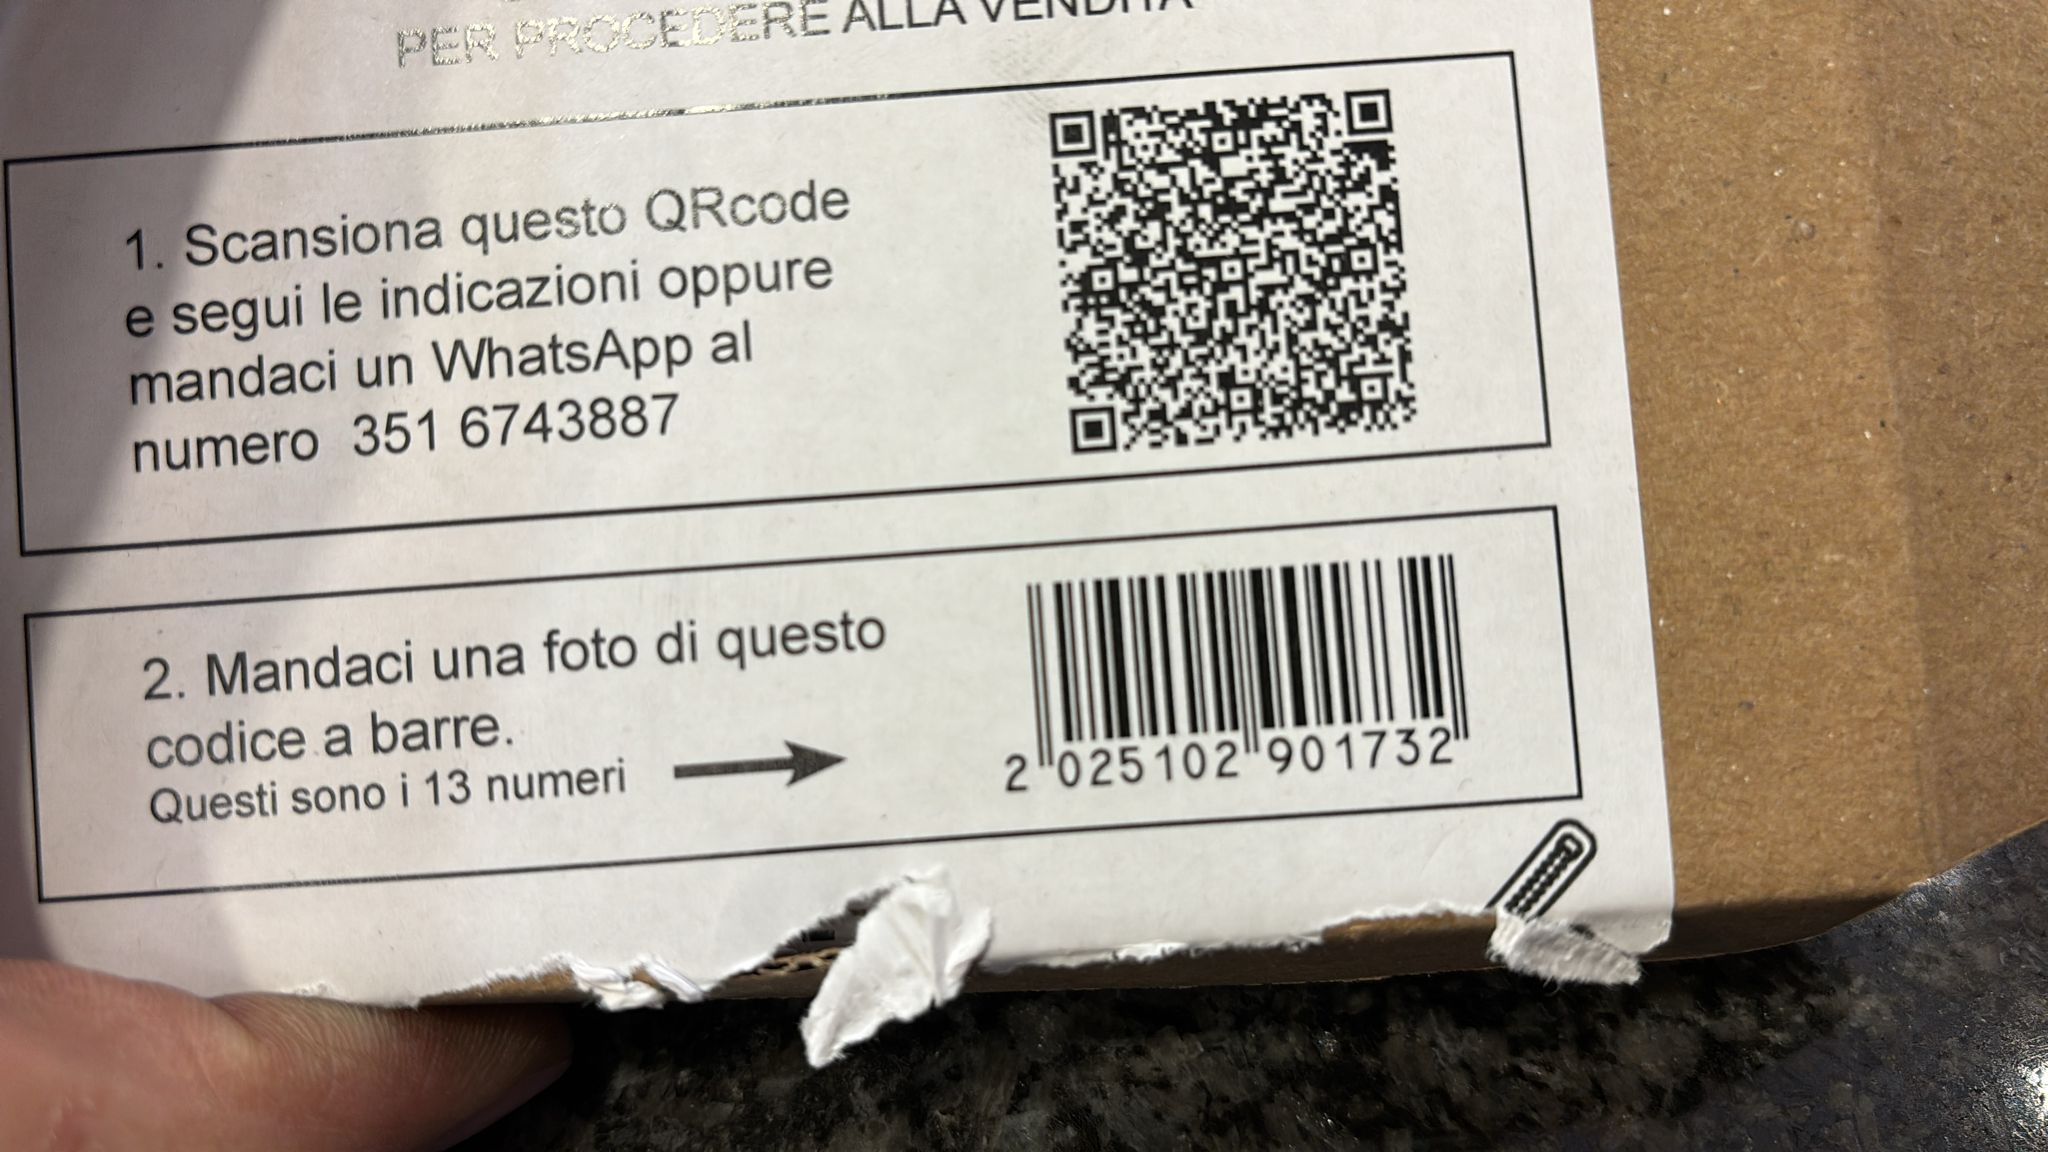 PER PROCEDERE ALLA VENDITA
1. Scansiona questo QRcode
e segui le indicazioni oppure
mandaci un WhatsApp al
numero 351 6743887
2. Mandaci una foto di questo
codice a barre.
Questi sono i 13 numeri
2 025102 901732